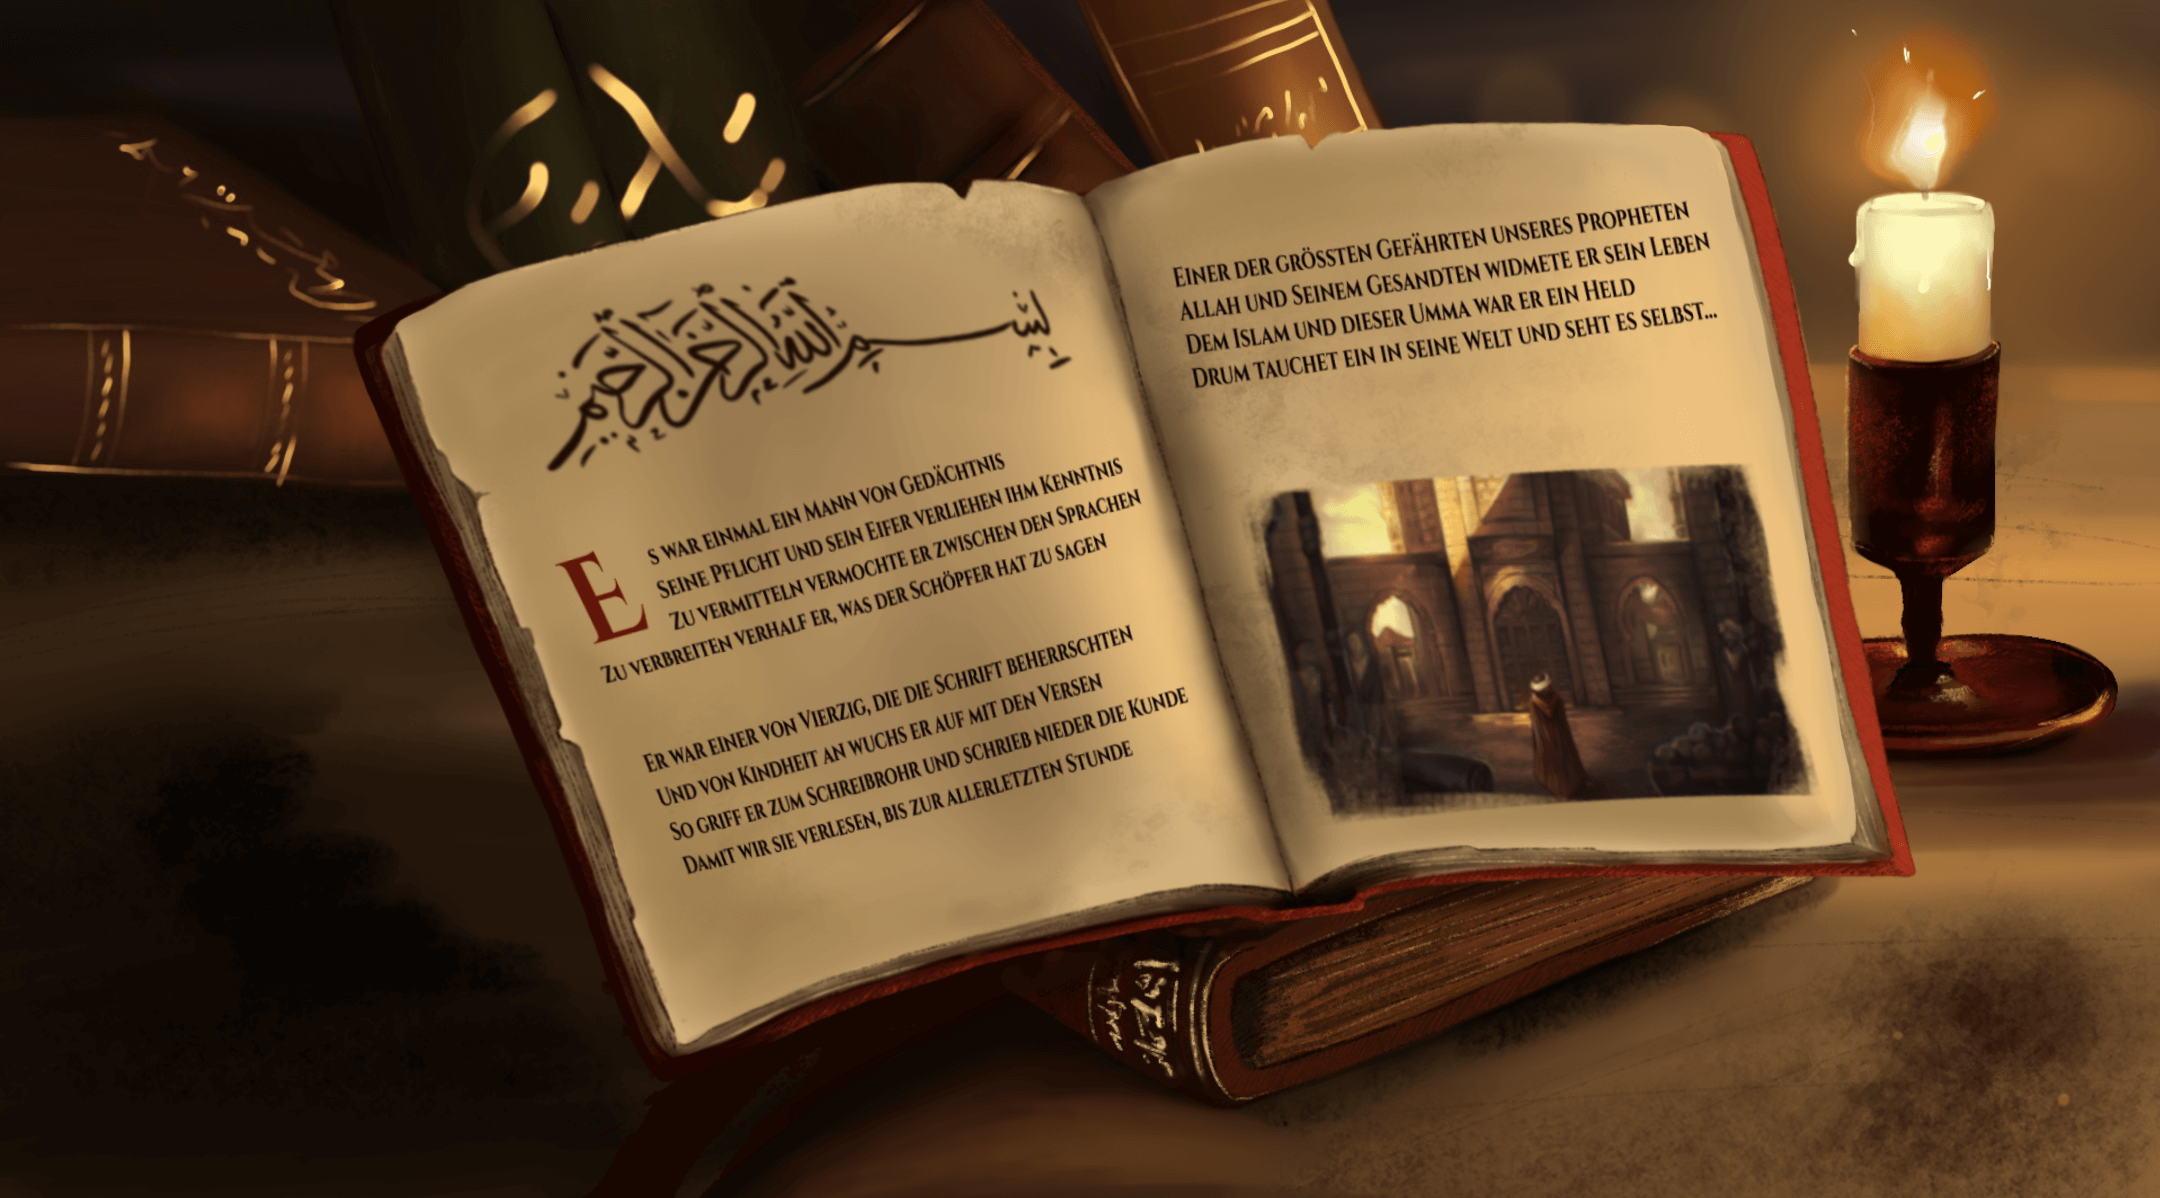 بِسْمِ اللَّهِ الرَّحْمَٰنِ الرَّحِيمِ
ES WAR EINMAL EIN MANN VON GEDÄCHTNIS
SEINE PFLICHT UND SEIN EIFER VERLIEHEN IHM KENNTNIS
ZU VERMITTELN VERMOCHTE ER ZWISCHEN DEN SPRACHEN
ZU VERBREITEN VERHALF ER, WAS DER SCHÖPFER HAT ZU SAGEN
ER WAR EINER VON VIERZIG, DIE DIE SCHRIFT BEHERRSCHTEN
UND VON KINDHEIT AN WUCHS ER AUF MIT DEN VERSEN
SO GRIFF ER ZUM SCHREIBROHR UND SCHRIEB NIEDER DIE KUNDE
DAMIT WIR SIE VERLESEN, BIS ZUR ALLERLETZTEN STUNDE
EINER DER GRÖSSTEN GEFÄHRTEN UNSERES PROPHETEN
ALLAH UND SEINEM GESANDTEN WIDMETE ER SEIN LEBEN
DEM ISLAM UND DIESER UMMA WAR ER EIN HELD
DRUM TAUCHET EIN IN SEINE WELT UND SEHT ES SELBST...